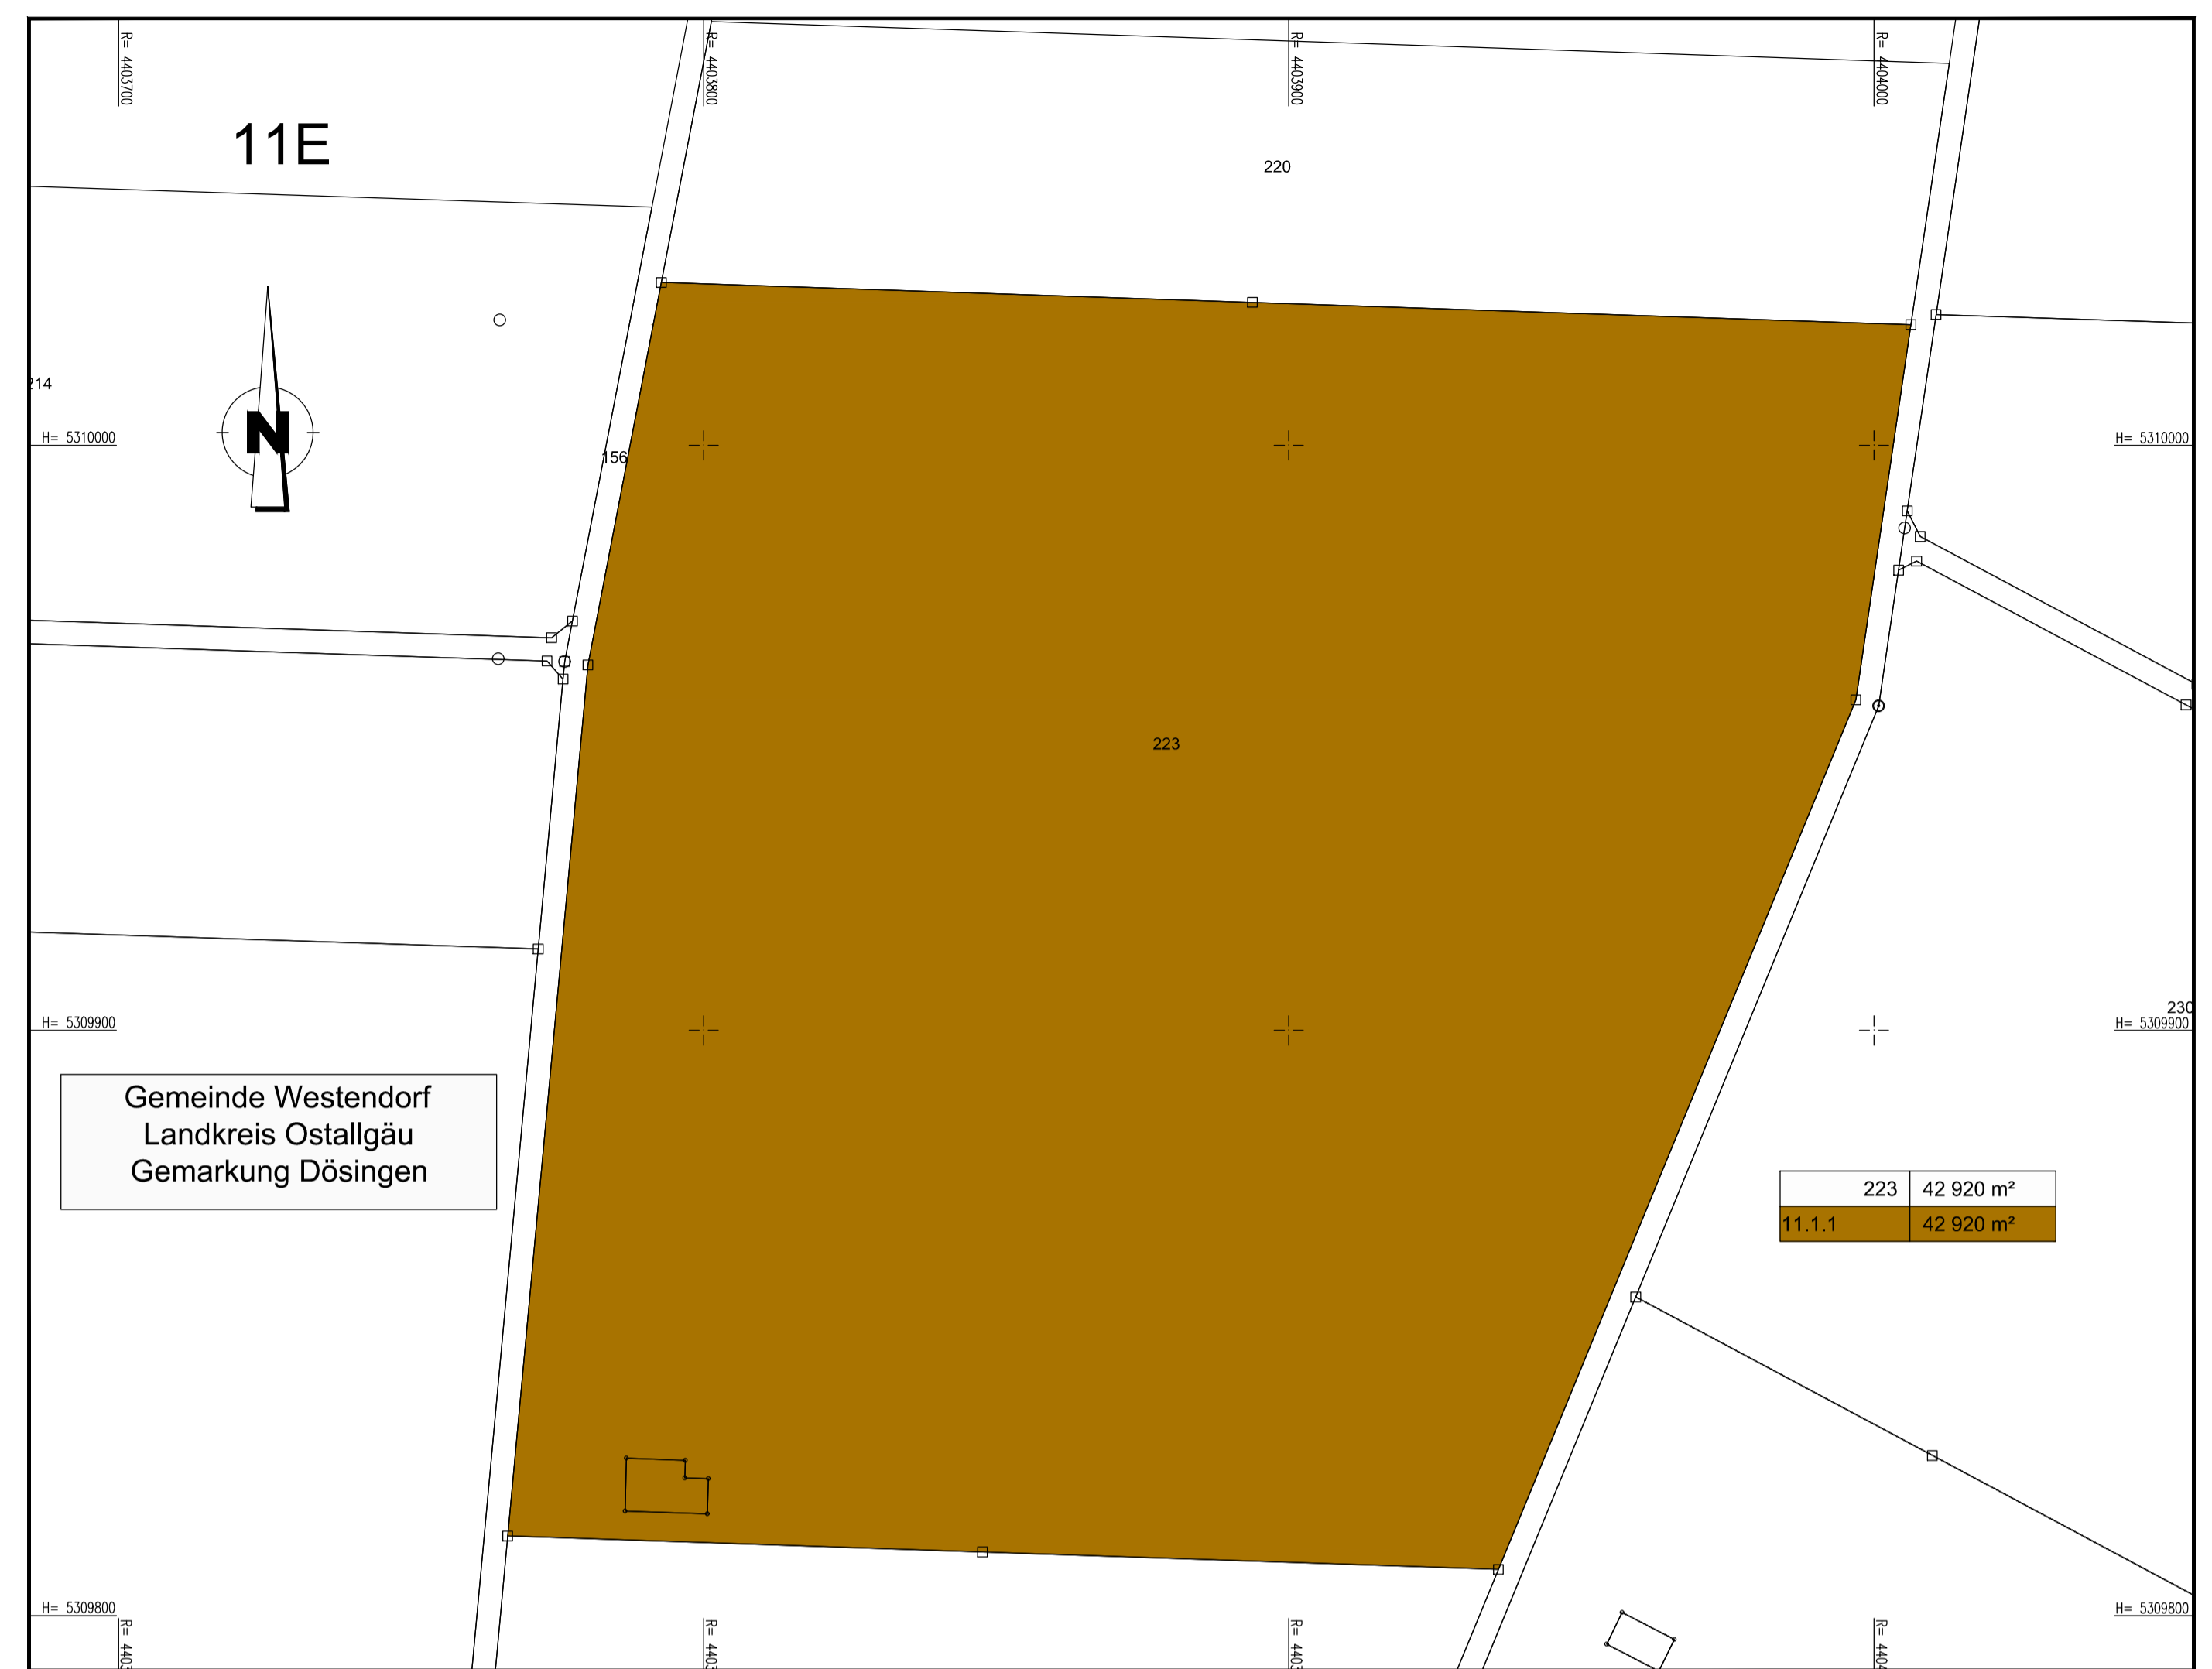 R= 4403700
R= 4403800
R= 4403900
R= 4404000
11E
220
214
H= 5310000
H= 5310000
N
156
223
230
H= 5309900
H= 5309900
Gemeinde Westendorf
Landkreis Ostallgäu
Gemarkung Dösingen
223 42 920 m²
11.1.1 42 920 m²
H= 5309800
H= 5309800
R=
R=
R=
R=